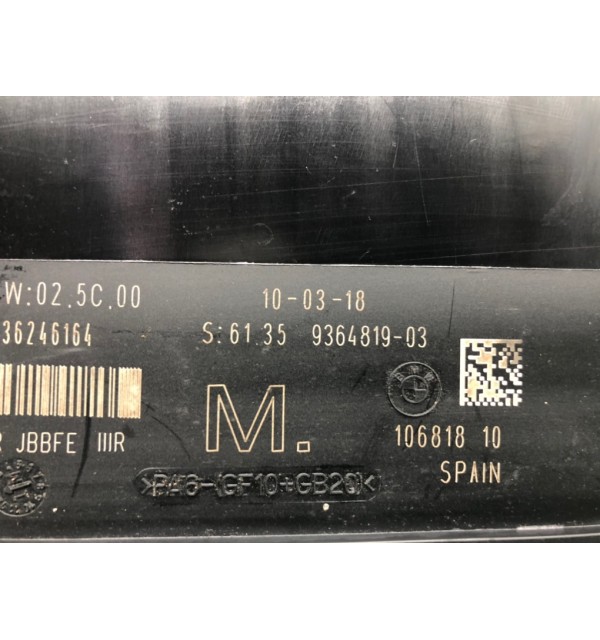 W:02.5C.00 10-03-18
36246164 S:61.35 9364819-03
JBBFE IIIR M. 106818 10
>PA6-(GF10+GB20)< SPAIN